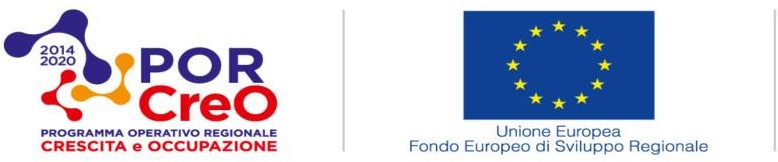 2014
2020
POR
CreO
PROGRAMMA OPERATIVO REGIONALE
CRESCITA e OCCUPAZIONE
Unione Europea
Fondo Europeo di Sviluppo Regionale